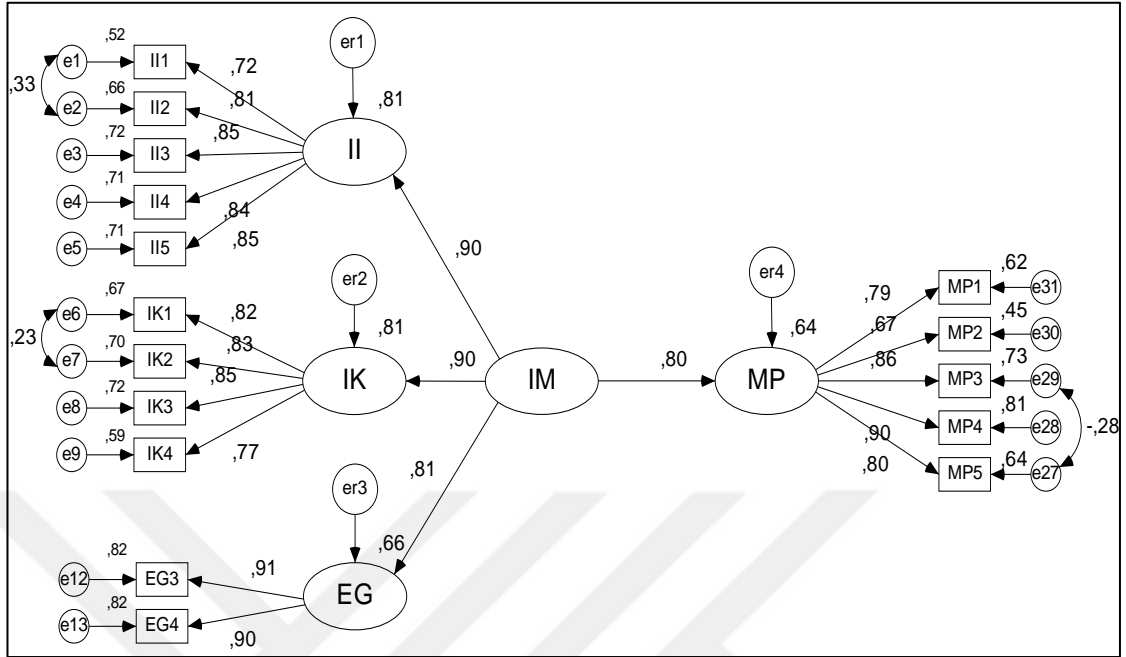 ,52
e1
II1
,33
,66
e2
II2
,72
e3
II3
,71
e4
II4
,71
e5
II5
,72
,81
,85
,84
,85
er1
,81
II
,90
,67
e6
IK1
,23
,70
e7
IK2
,72
e8
IK3
,59
e9
IK4
,82
,83
,85
,77
er2
,81
IK
,90
IM
,80
er4
,64
MP
,79
,67
,86
,90
,80
MP1
,62
e31
MP2
,45
e30
MP3
,73
e29
MP4
,81
e28
-,28
MP5
,64
e27
,81
er3
,66
EG
,82
e12
EG3
,91
,82
e13
EG4
,90